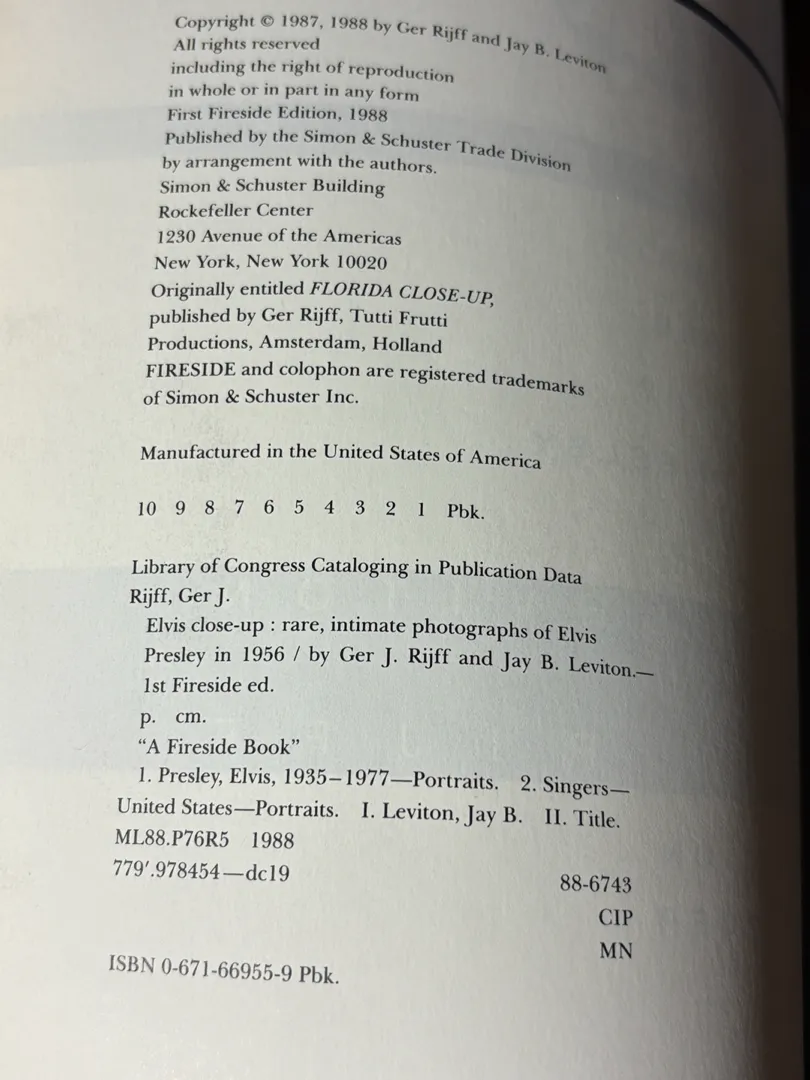 Copyright © 1987, 1988 by Ger Rijff and Jay B. Leviton
All rights reserved
including the right of reproduction
in whole or in part in any form
First Fireside Edition, 1988
Published by the Simon & Schuster Trade Division
by arrangement with the authors.
Simon & Schuster Building
Rockefeller Center
1230 Avenue of the Americas
New York, New York 10020
Originally entitled FLORIDA CLOSE-UP,
published by Ger Rijff, Tutti Frutti
Productions, Amsterdam, Holland
FIRESIDE and colophon are registered trademarks
of Simon & Schuster Inc.
Manufactured in the United States of America
10 9 8 7 6 5 4 3 2 1 Pbk.
Library of Congress Cataloging in Publication Data
Rijff, Ger J.
Elvis close-up : rare, intimate photographs of Elvis
Presley in 1956 / by Ger J. Rijff and Jay B. Leviton.—
1st Fireside ed.
p. cm.
“A Fireside Book”
1. Presley, Elvis, 1935–1977—Portraits. 2. Singers—
United States—Portraits. I. Leviton, Jay B. II. Title.
ML88.P76R5 1988
779′.978454—dc19
88-6743
CIP
MN
ISBN 0-671-66955-9 Pbk.